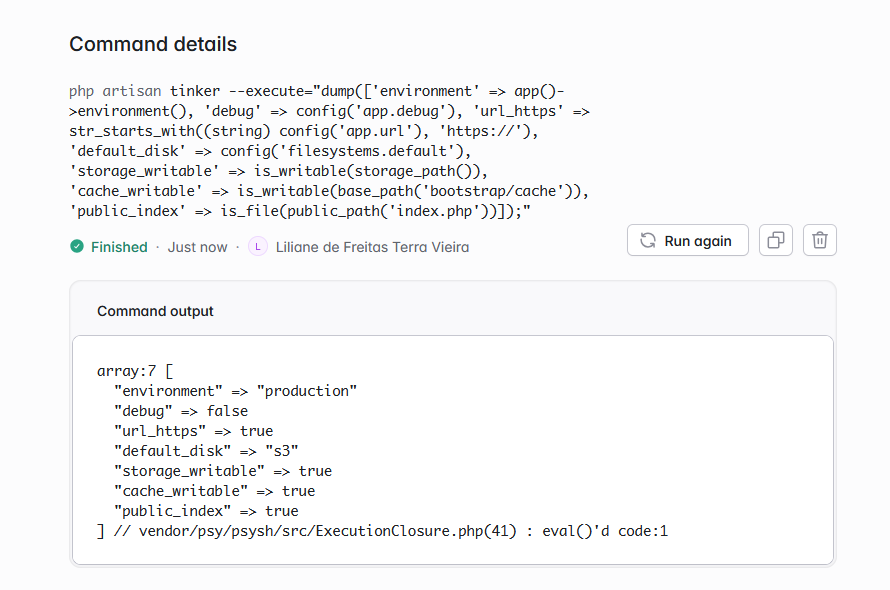 Command details
php artisan tinker --execute="dump(['environment' => app()-
>environment(), 'debug' => config('app.debug'), 'url_https' =>
str_starts_with((string) config('app.url'), 'https://'),
'default_disk' => config('filesystems.default'),
'storage_writable' => is_writable(storage_path()),
'cache_writable' => is_writable(base_path('bootstrap/cache')),
'public_index' => is_file(public_path('index.php'))]);"
Finished · Just now · L Liliane de Freitas Terra Vieira
Run again
Command output
array:7 [
  "environment" => "production"
  "debug" => false
  "url_https" => true
  "default_disk" => "s3"
  "storage_writable" => true
  "cache_writable" => true
  "public_index" => true
] // vendor/psy/psysh/src/ExecutionClosure.php(41) : eval()'d code:1